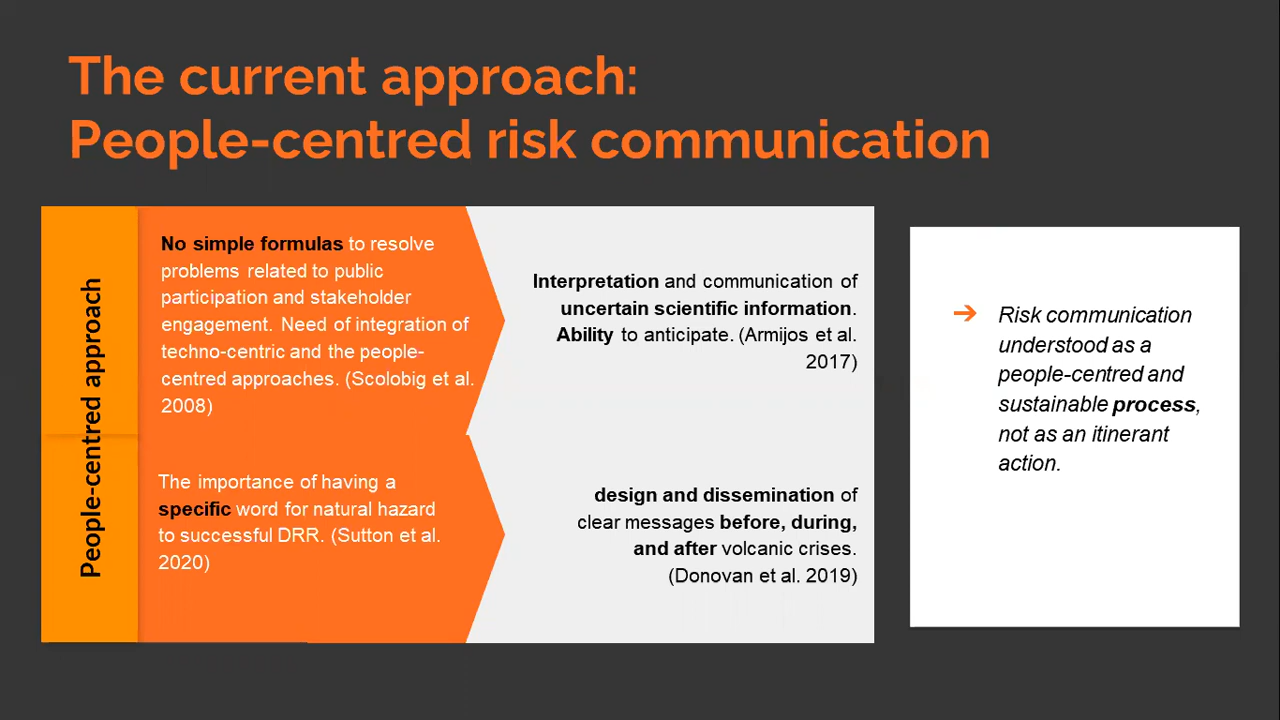 The current approach:
People-centred risk communication
People-centred approach
No simple formulas to resolve
problems related to public
participation and stakeholder
engagement. Need of integration of
techno-centric and the people-
centred approaches. (Scolobig et al.
2008)
Interpretation and communication of
uncertain scientific information.
Ability to anticipate. (Armijos et al.
2017)
The importance of having a
specific word for natural hazard
to successful DRR. (Sutton et al.
2020)
design and dissemination of
clear messages before, during,
and after volcanic crises.
(Donovan et al. 2019)
➔ Risk communication
understood as a
people-centred and
sustainable process,
not as an itinerant
action.